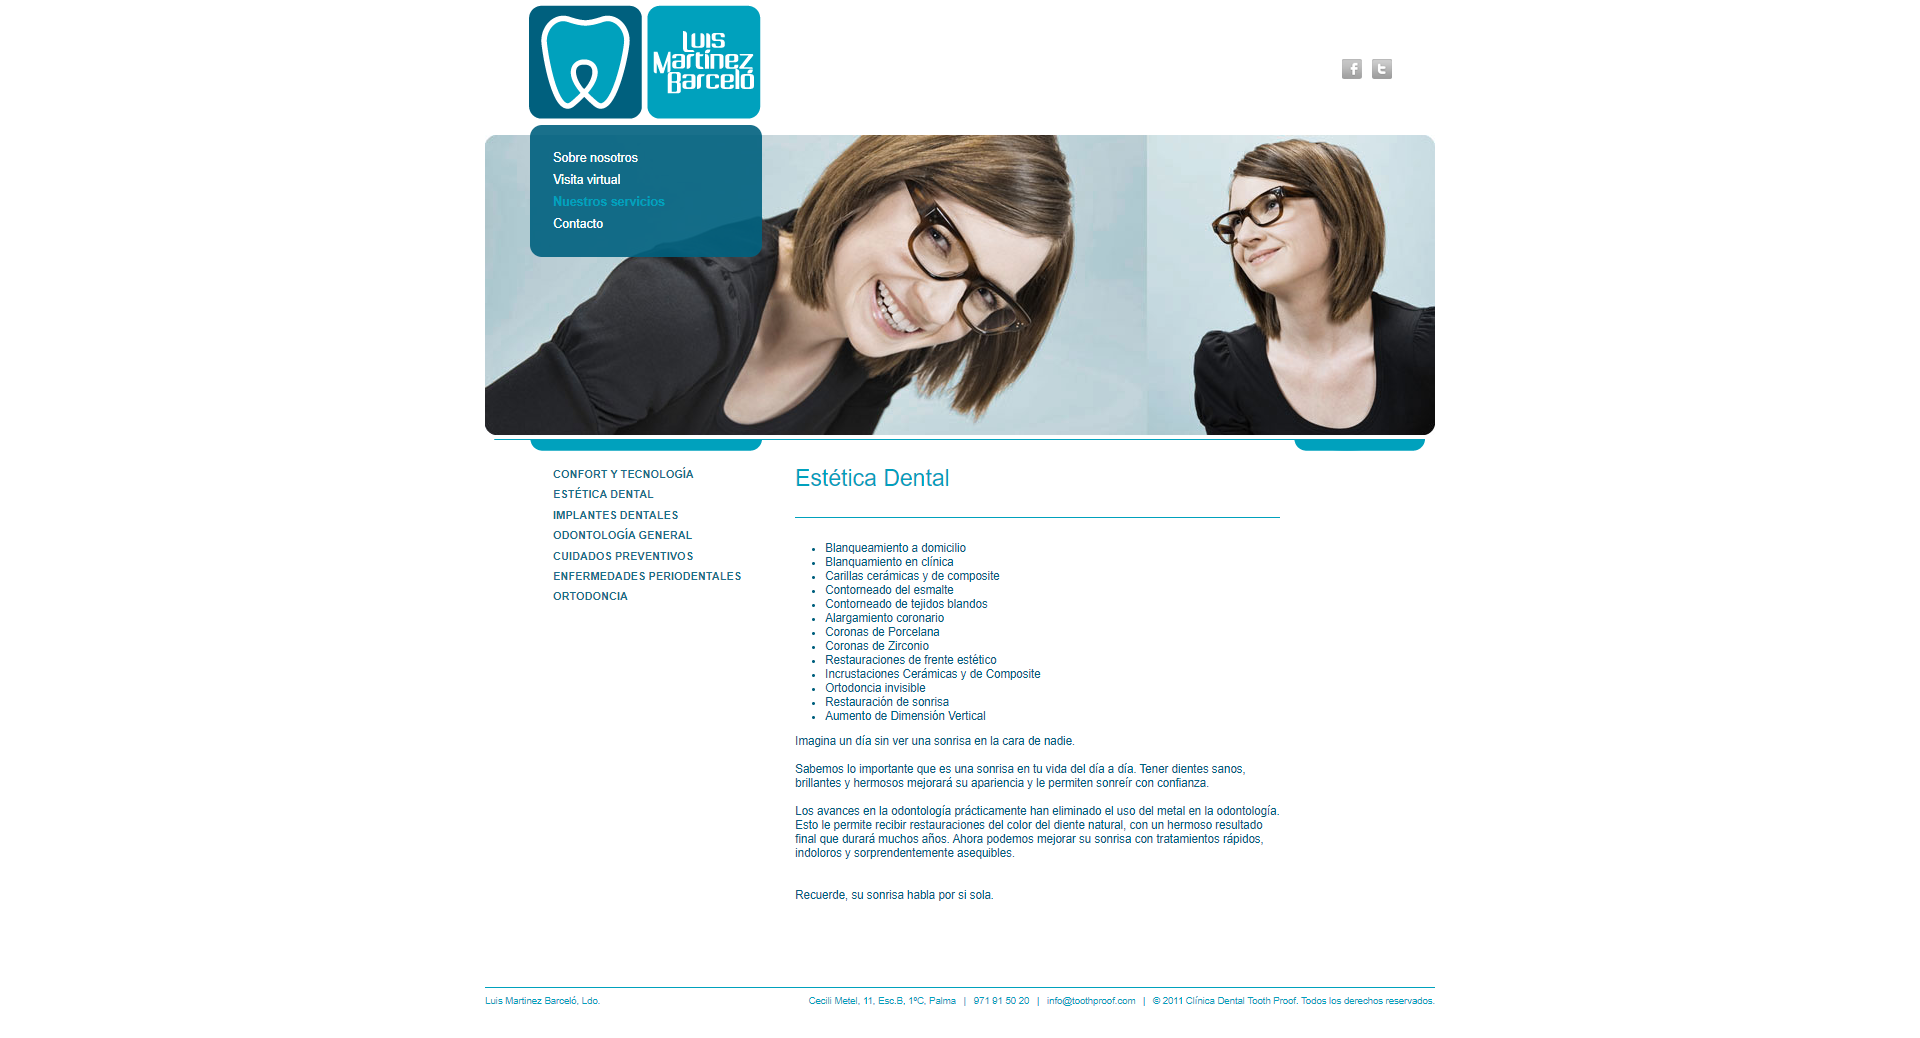 Luis
Martínez
Barceló
Sobre nosotros
Visita virtual
Nuestros servicios
Contacto
CONFORT Y TECNOLOGÍA
ESTÉTICA DENTAL
IMPLANTES DENTALES
ODONTOLOGÍA GENERAL
CUIDADOS PREVENTIVOS
ENFERMEDADES PERIODENTALES
ORTODONCIA
Estética Dental
Blanqueamiento a domicilio
Blanquamiento en clínica
Carillas cerámicas y de composite
Contorneado del esmalte
Contorneado de tejidos blandos
Alargamiento coronario
Coronas de Porcelana
Coronas de Zirconio
Restauraciones de frente estético
Incrustaciones Cerámicas y de Composite
Ortodoncia invisible
Restauración de sonrisa
Aumento de Dimensión Vertical
Imagina un día sin ver una sonrisa en la cara de nadie.
Sabemos lo importante que es una sonrisa en tu vida del día a día. Tener dientes sanos,
brillantes y hermosos mejorará su apariencia y le permiten sonreír con confianza.
Los avances en la odontología prácticamente han eliminado el uso del metal en la odontología.
Esto le permite recibir restauraciones del color del diente natural, con un hermoso resultado
final que durará muchos años. Ahora podemos mejorar su sonrisa con tratamientos rápidos,
indoloros y sorprendentemente asequibles.
Recuerde, su sonrisa habla por si sola.
Luis Martinez Barceló, Ldo.
Cecili Metel, 11, Esc.B, 1ºC, Palma | 971 91 50 20 | info@toothproof.com | © 2011 Clínica Dental Tooth Proof. Todos los derechos reservados.